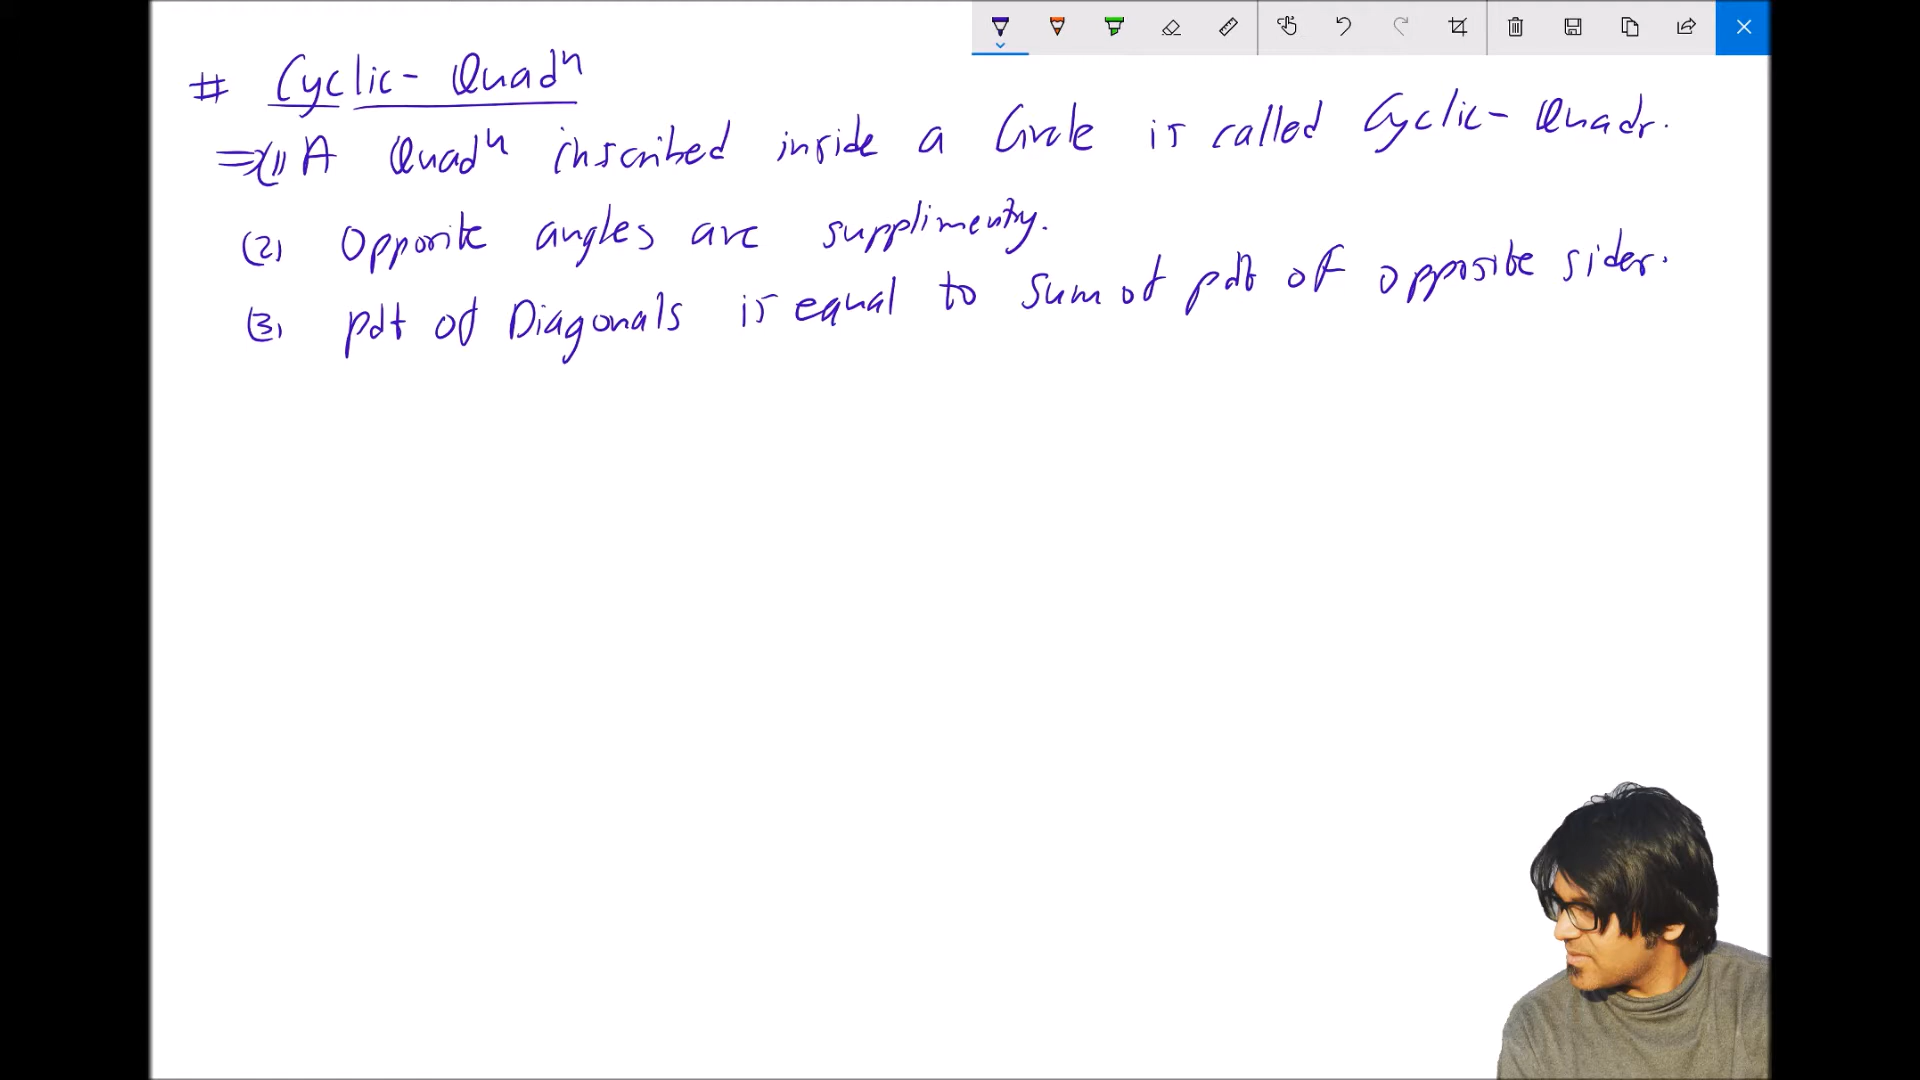 # Cyclic- Quadn
=> (1) A Quadn inscribed inside a Circle is called Cyclic- Quadr.
(2) Opposite angles are supplimentry.
(3) pdt of Diagonals is equal to sum of pdt of opposite sides.